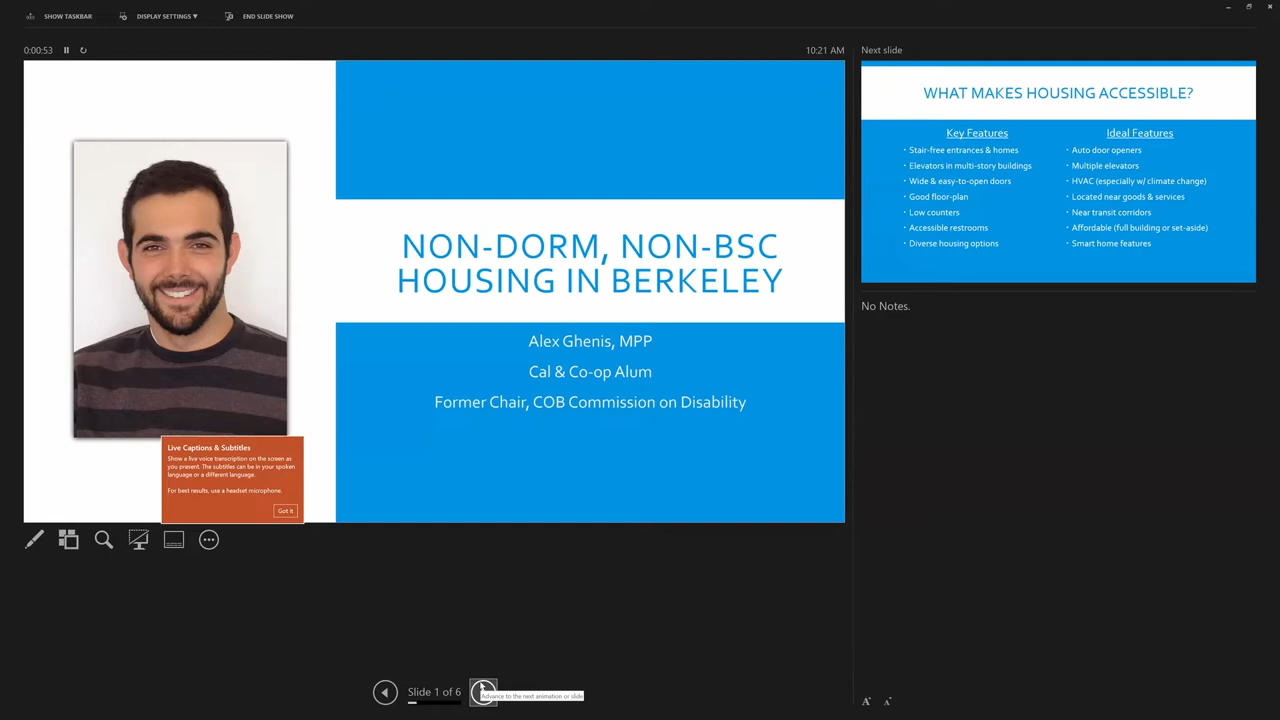 SHOW TASKBAR
DISPLAY SETTINGS ▼
END SLIDE SHOW
0:00:53
10:21 AM
NON-DORM, NON-BSC
HOUSING IN BERKELEY
Alex Ghenis, MPP
Cal & Co-op Alum
Former Chair, COB Commission on Disability
Live Captions & Subtitles
Show a live voice transcription on the screen as
you present. The subtitles can be in your spoken
language or a different language.
For best results, use a headset microphone.
Got it
Slide 1 of 6
Advance to the next animation or slide
Next slide
WHAT MAKES HOUSING ACCESSIBLE?
Key Features
· Stair-free entrances & homes
· Elevators in multi-story buildings
· Wide & easy-to-open doors
· Good floor-plan
· Low counters
· Accessible restrooms
· Diverse housing options
Ideal Features
· Auto door openers
· Multiple elevators
· HVAC (especially w/ climate change)
· Located near goods & services
· Near transit corridors
· Affordable (full building or set-aside)
· Smart home features
No Notes.
A A